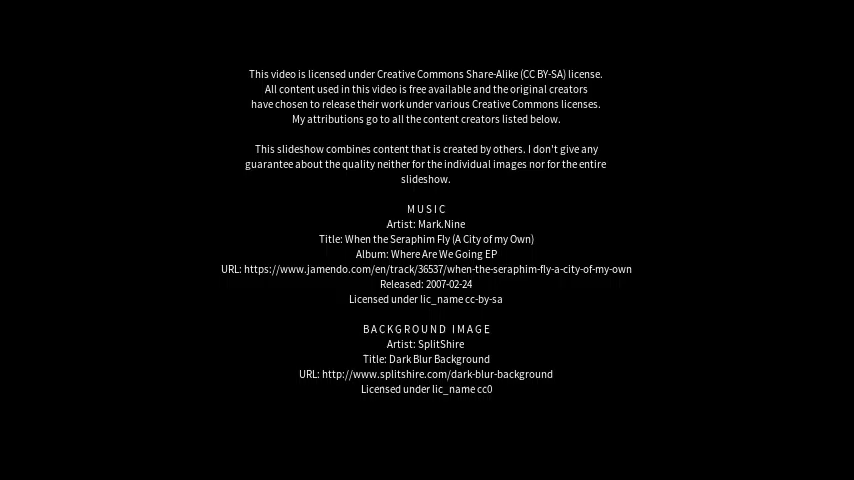 This video is licensed under Creative Commons Share-Alike (CC BY-SA) license.
All content used in this video is free available and the original creators
have chosen to release their work under various Creative Commons licenses.
My attributions go to all the content creators listed below.
This slideshow combines content that is created by others. I don't give any
guarantee about the quality neither for the individual images nor for the entire
slideshow.
MUSIC
Artist: Mark.Nine
Title: When the Seraphim Fly (A City of my Own)
Album: Where Are We Going EP
URL: https://www.jamendo.com/en/track/36537/when-the-seraphim-fly-a-city-of-my-own
Released: 2007-02-24
Licensed under lic_name cc-by-sa
BACKGROUND IMAGE
Artist: SplitShire
Title: Dark Blur Background
URL: http://www.splitshire.com/dark-blur-background
Licensed under lic_name cc0